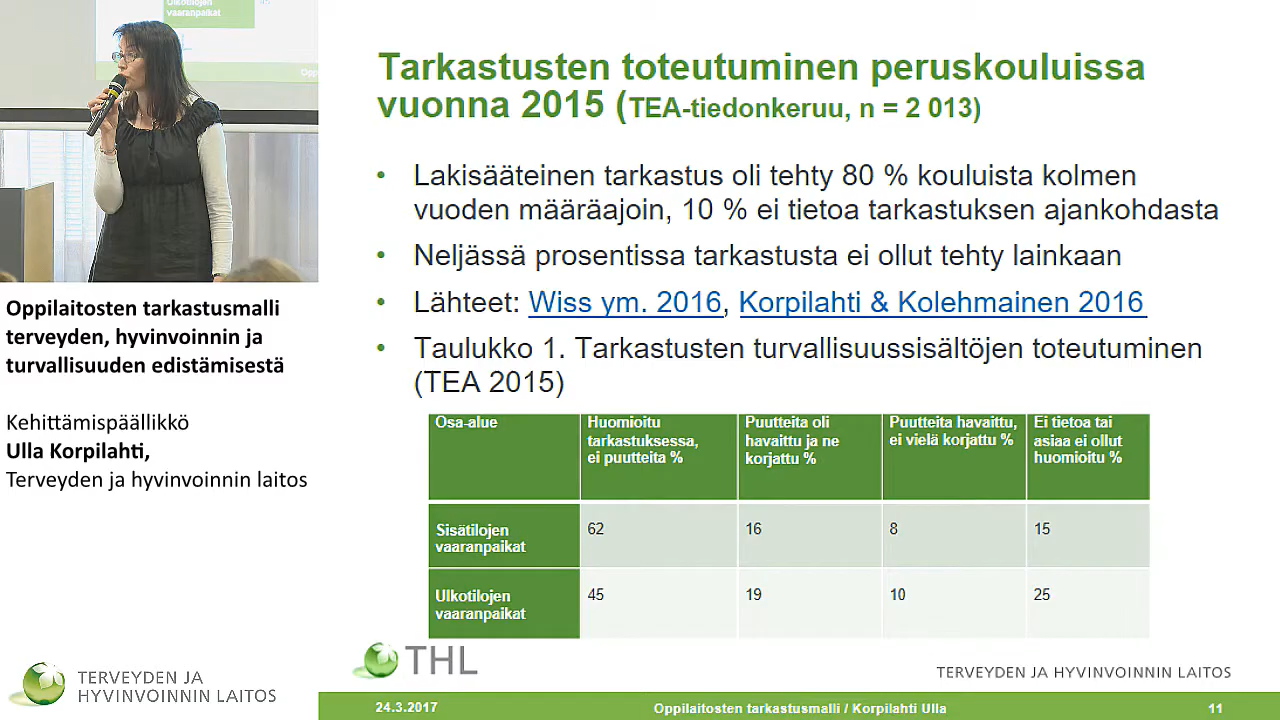 Ulkotilojen
vaaranpaikat
45
Tarkastusten toteutuminen peruskouluissa
vuonna 2015 (TEA-tiedonkeruu, n = 2 013)
• Lakisääteinen tarkastus oli tehty 80 % kouluista kolmen
vuoden määräajoin, 10 % ei tietoa tarkastuksen ajankohdasta
• Neljässä prosentissa tarkastusta ei ollut tehty lainkaan
• Lähteet: Wiss ym. 2016, Korpilahti & Kolehmainen 2016
• Taulukko 1. Tarkastusten turvallisuussisältöjen toteutuminen
(TEA 2015)
Osa-alue
Huomioitu
tarkastuksessa,
ei puutteita %
Puutteita oli
havaittu ja ne
korjattu %
Puutteita havaittu,
ei vielä korjattu %
Ei tietoa tai
asiaa ei ollut
huomioitu %
Sisätilojen
vaaranpaikat
62
16
8
15
Ulkotilojen
vaaranpaikat
45
19
10
25
Oppilaitosten tarkastusmalli
terveyden, hyvinvoinnin ja
turvallisuuden edistämisestä
Kehittämispäällikkö
Ulla Korpilahti,
Terveyden ja hyvinvoinnin laitos
TERVEYDEN JA
HYVINVOINNIN LAITOS
THL
TERVEYDEN JA HYVINVOINNIN LAITOS
24.3.2017
Oppilaitosten tarkastusmalli / Korpilahti Ulla
11